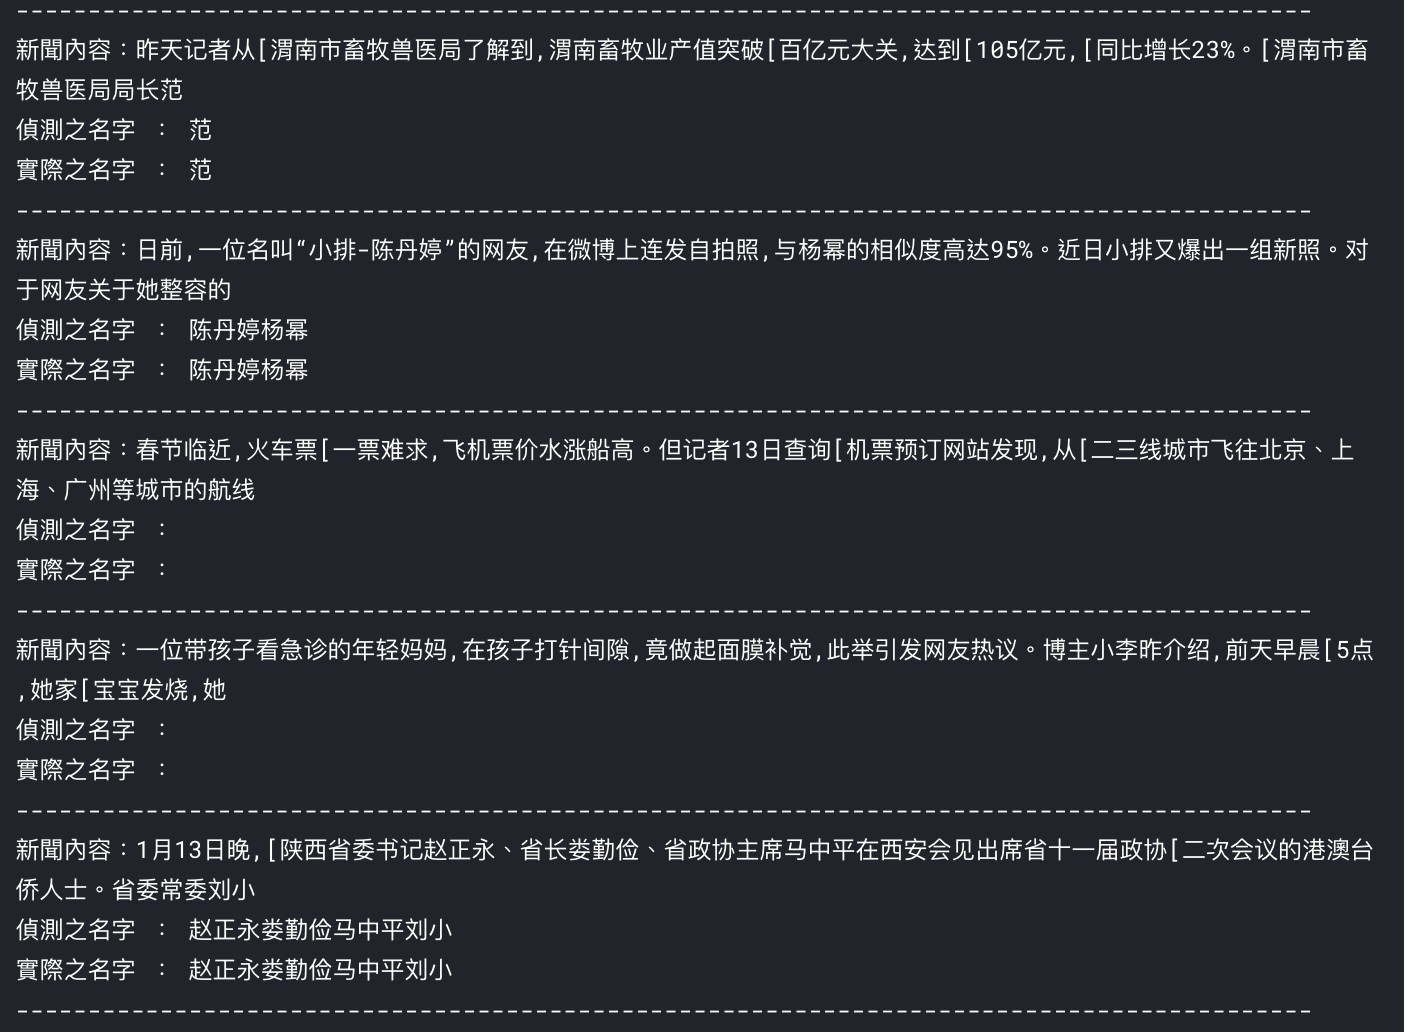 --------------------------------------------------------------------------------------------
新聞內容：昨天记者从[渭南市畜牧兽医局了解到,渭南畜牧业产值突破[百亿元大关,达到[105亿元,[同比增长23%。[渭南市畜
牧兽医局局长范
偵測之名字 ： 范
實際之名字 ： 范
--------------------------------------------------------------------------------------------
新聞內容：日前,一位名叫“小排-陈丹婷”的网友,在微博上连发自拍照,与杨幂的相似度高达95%。近日小排又爆出一组新照。对
于网友关于她整容的
偵測之名字 ： 陈丹婷杨幂
實際之名字 ： 陈丹婷杨幂
--------------------------------------------------------------------------------------------
新聞內容：春节临近,火车票[一票难求,飞机票价水涨船高。但记者13日查询[机票预订网站发现,从[二三线城市飞往北京、上
海、广州等城市的航线
偵測之名字 ：
實際之名字 ：
--------------------------------------------------------------------------------------------
新聞內容：一位带孩子看急诊的年轻妈妈,在孩子打针间隙,竟做起面膜补觉,此举引发网友热议。博主小李昨介绍,前天早晨[5点
,她家[宝宝发烧,她
偵測之名字 ：
實際之名字 ：
--------------------------------------------------------------------------------------------
新聞內容：1月13日晚,[陕西省委书记赵正永、省长娄勤俭、省政协主席马中平在西安会见出席省十一届政协[二次会议的港澳台
侨人士。省委常委刘小
偵測之名字 ： 赵正永娄勤俭马中平刘小
實際之名字 ： 赵正永娄勤俭马中平刘小
--------------------------------------------------------------------------------------------